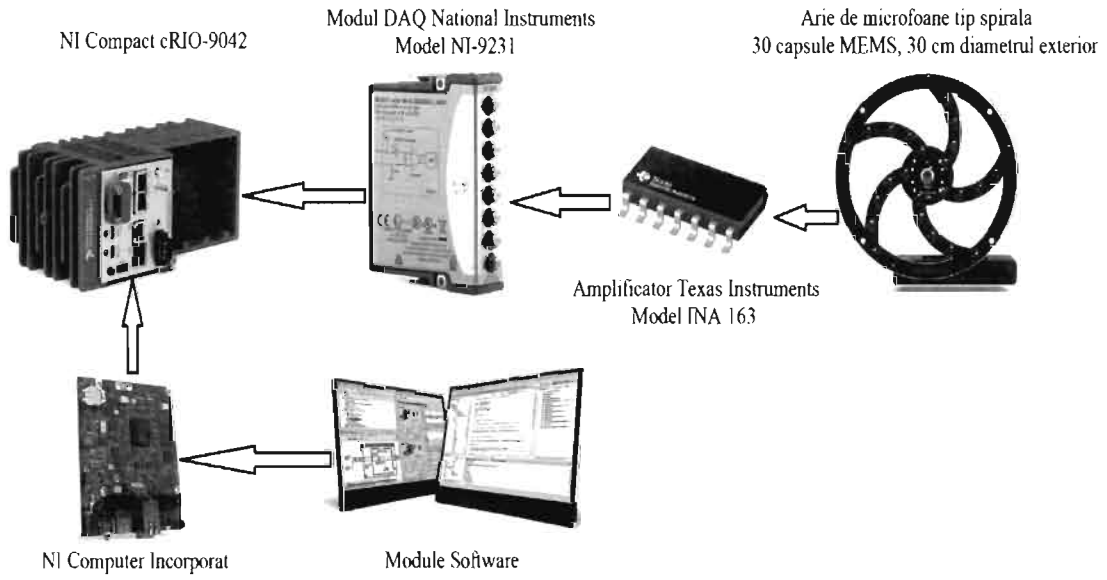 NI Compact cRIO-9042
Modul DAQ National Instruments
Model NI-9231
Arie de microfoane tip spirala
30 capsule MEMS, 30 cm diametrul exterior
Amplificator Texas Instruments
Model INA 163
NI Computer Incorporat
Module Software